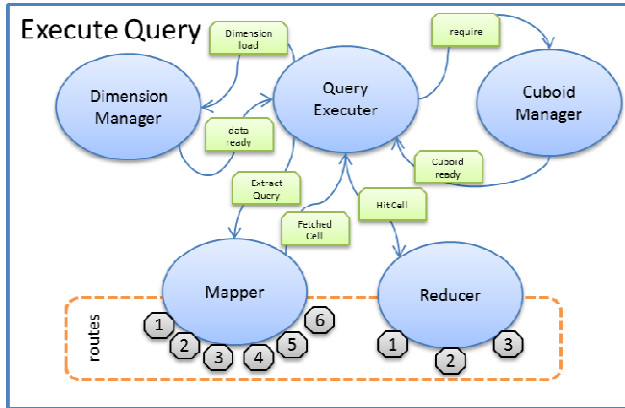 Execute Query
Dimension
load
require
Dimension
Manager
Query
Executer
Cuboid
Manager
data
ready
Cuboid
ready
Extract
Query
Fetched
Cell
HitCell
Mapper
Reducer
routes
1
2
3
4
5
6
1
2
3